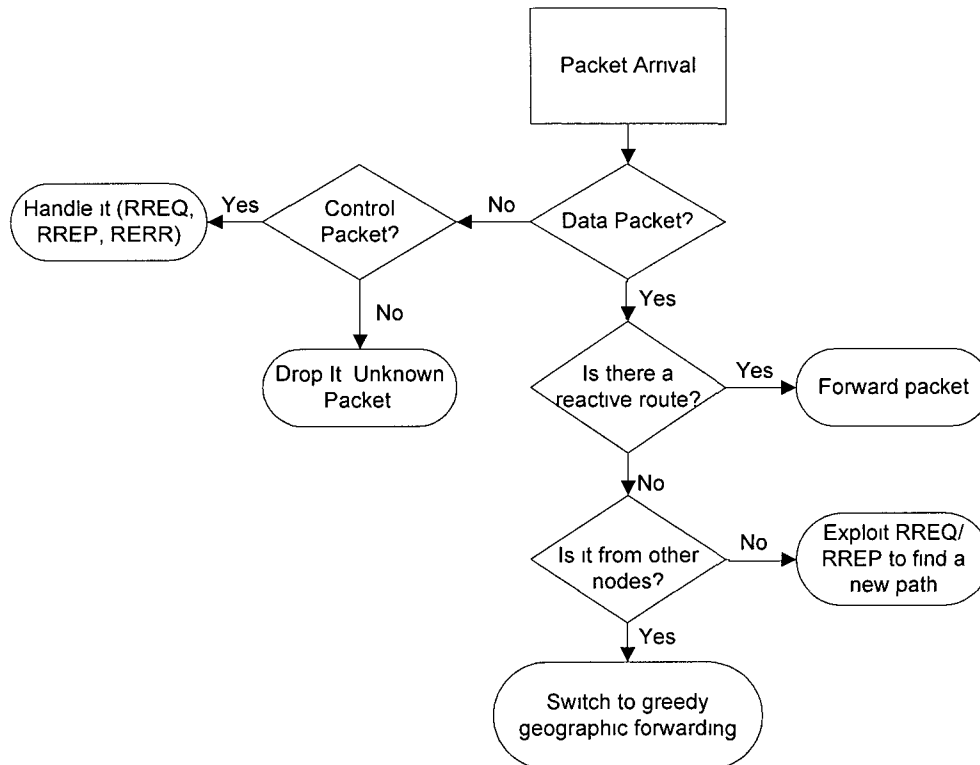 Packet Arrival
Data Packet?
No
Control
Packet?
Yes
Handle it (RREQ,
RREP, RERR)
No
Drop It Unknown
Packet
Yes
Is there a
reactive route?
Yes
Forward packet
No
Is it from other
nodes?
No
Exploit RREQ/
RREP to find a
new path
Yes
Switch to greedy
geographic forwarding